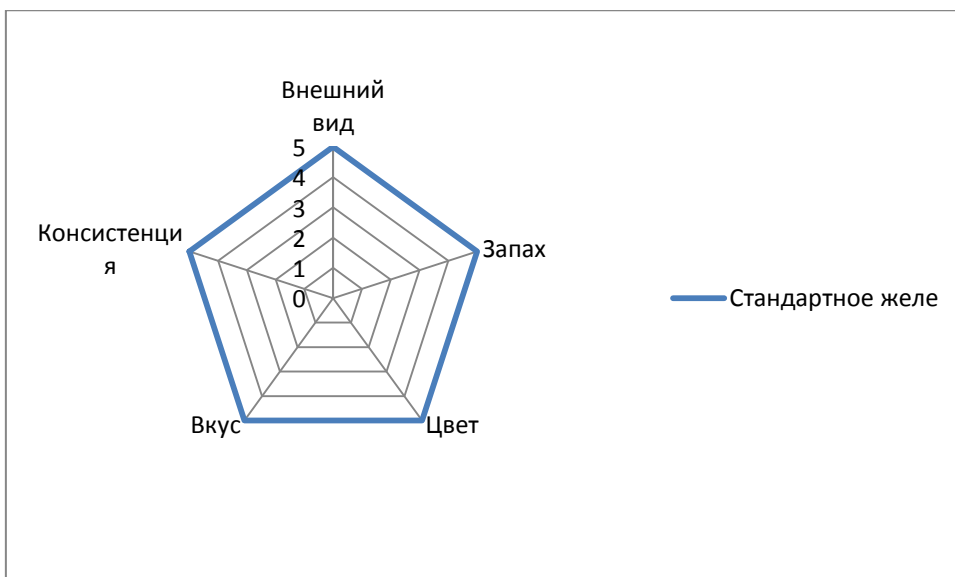 Внешний
вид
5
4
3
2
1
0
Запах
Цвет
Вкус
Консистенци
я
Стандартное желе